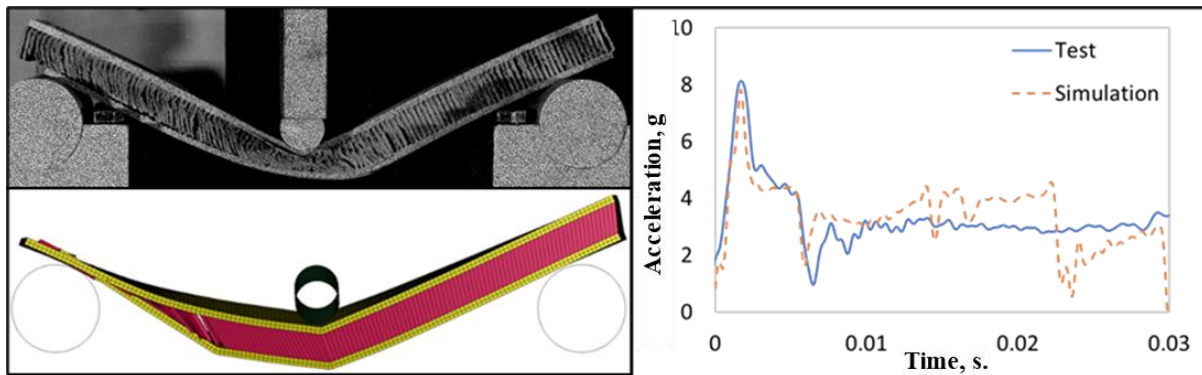 10
8
6
4
2
0
Acceleration, g
Test
Simulation
0
0.01
0.02
0.03
Time, s.